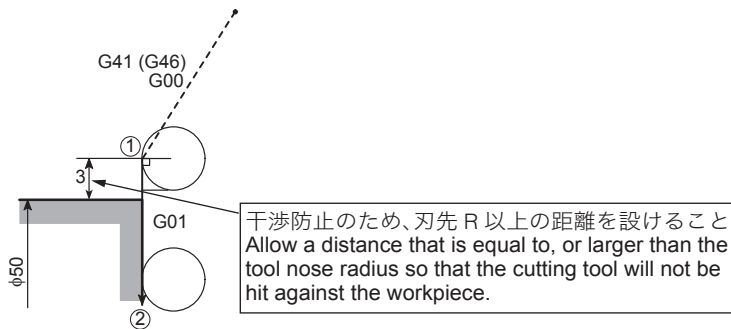 G41 (G46)
G00
①
3
G01
φ50
②
干渉防止のため、刃先 R 以上の距離を設けること
Allow a distance that is equal to, or larger than the
tool nose radius so that the cutting tool will not be
hit against the workpiece.